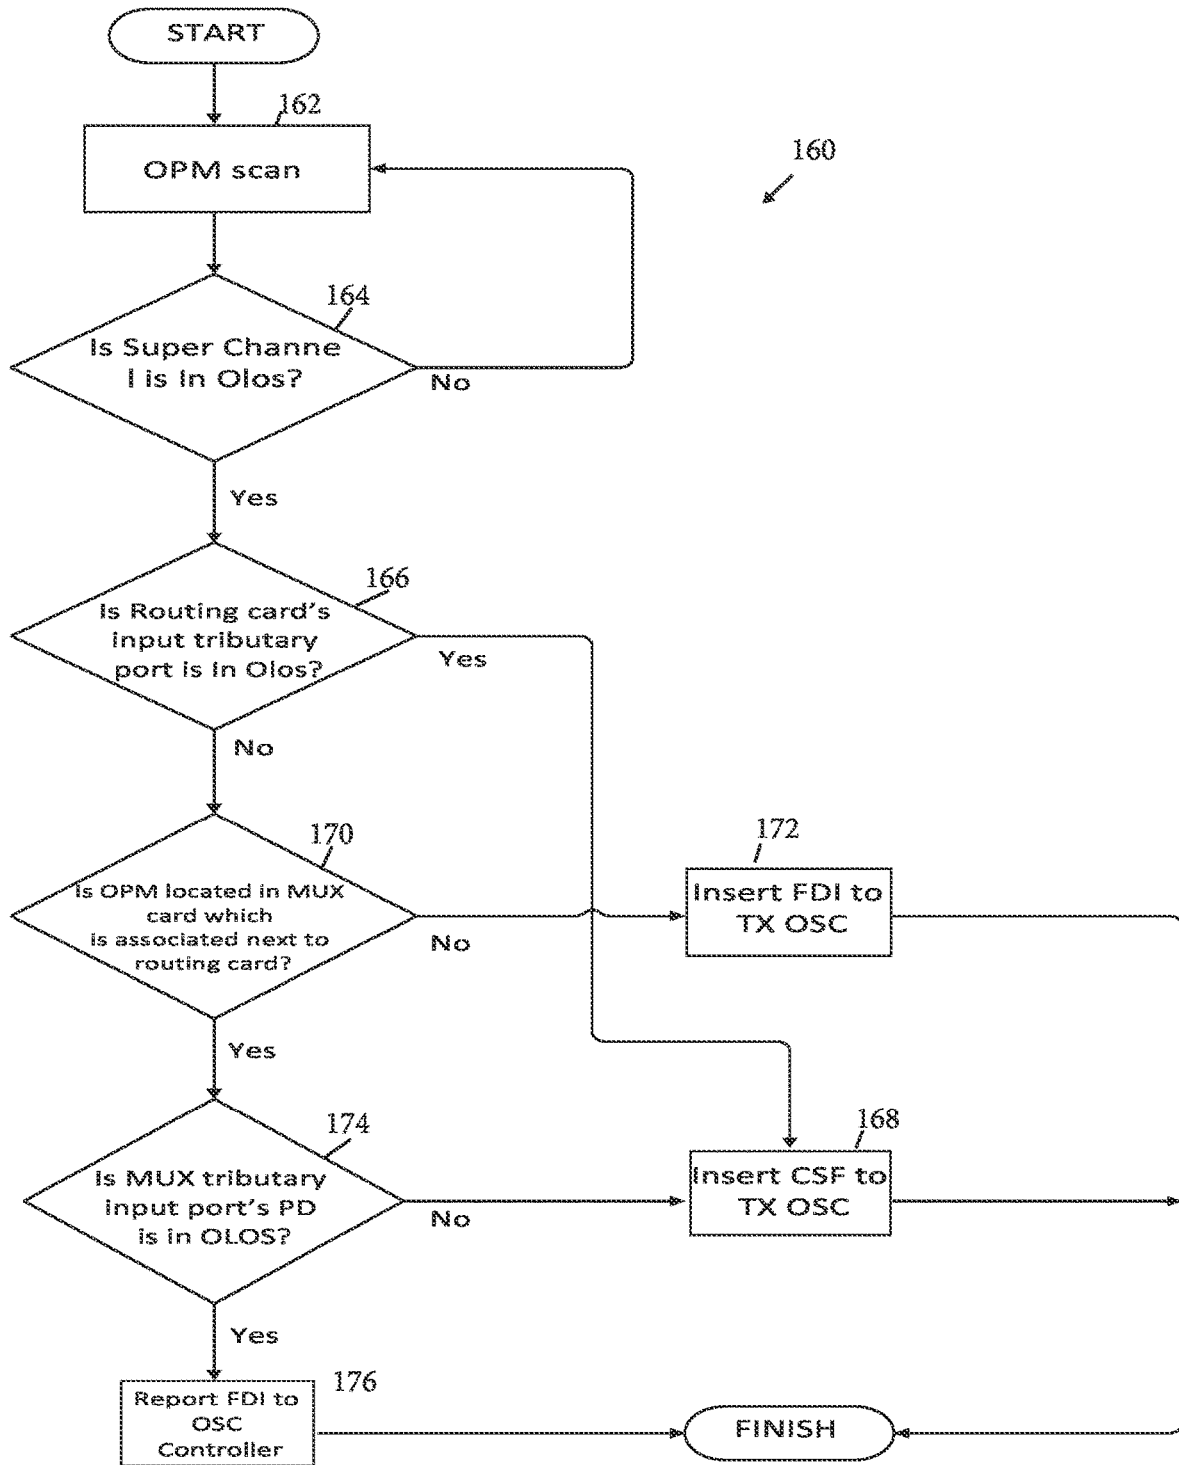 START
162
OPM scan
160
164
Is Super Channe
l is In Olos?
No
Yes
166
Is Routing card's
input tributary
port is In Olos?
Yes
No
170
Is OPM located in MUX
card which
is associated next to
routing card?
No
172
Insert FDI to
TX OSC
Yes
174
Is MUX tributary
input port's PD
is in OLOS?
No
168
Insert CSF to
TX OSC
Yes
176
Report FDI to
OSC
Controller
FINISH